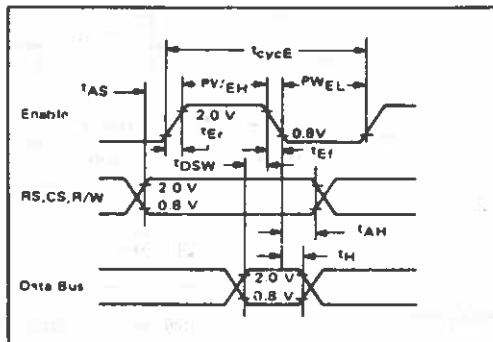 tcycE
tAS
PWEH
PWEL
Enable
2.0 V
0.8V
tEr
tEf
tDSW
RS,CS,R/W
2.0 V
0.8 V
tAH
tH
Data Bus
2.0 V
0.8 V